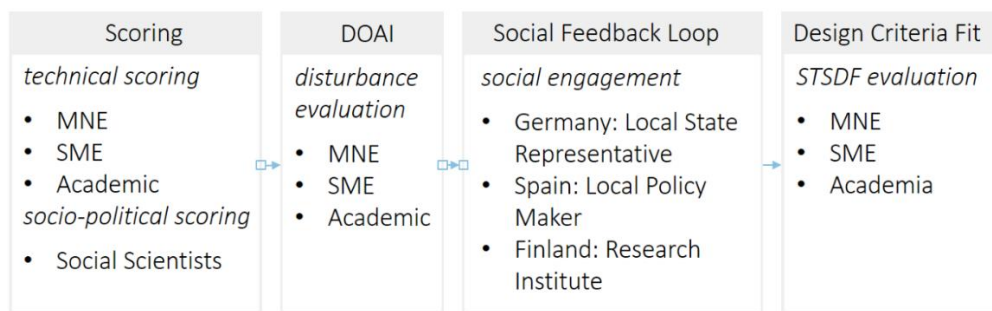 Scoring
technical scoring
• MNE
• SME
• Academic
socio-political scoring
• Social Scientists
DOAI
disturbance
evaluation
• MNE
• SME
• Academic
Social Feedback Loop
social engagement
• Germany: Local State
Representative
• Spain: Local Policy
Maker
• Finland: Research
Institute
Design Criteria Fit
STSDF evaluation
• MNE
• SME
• Academia